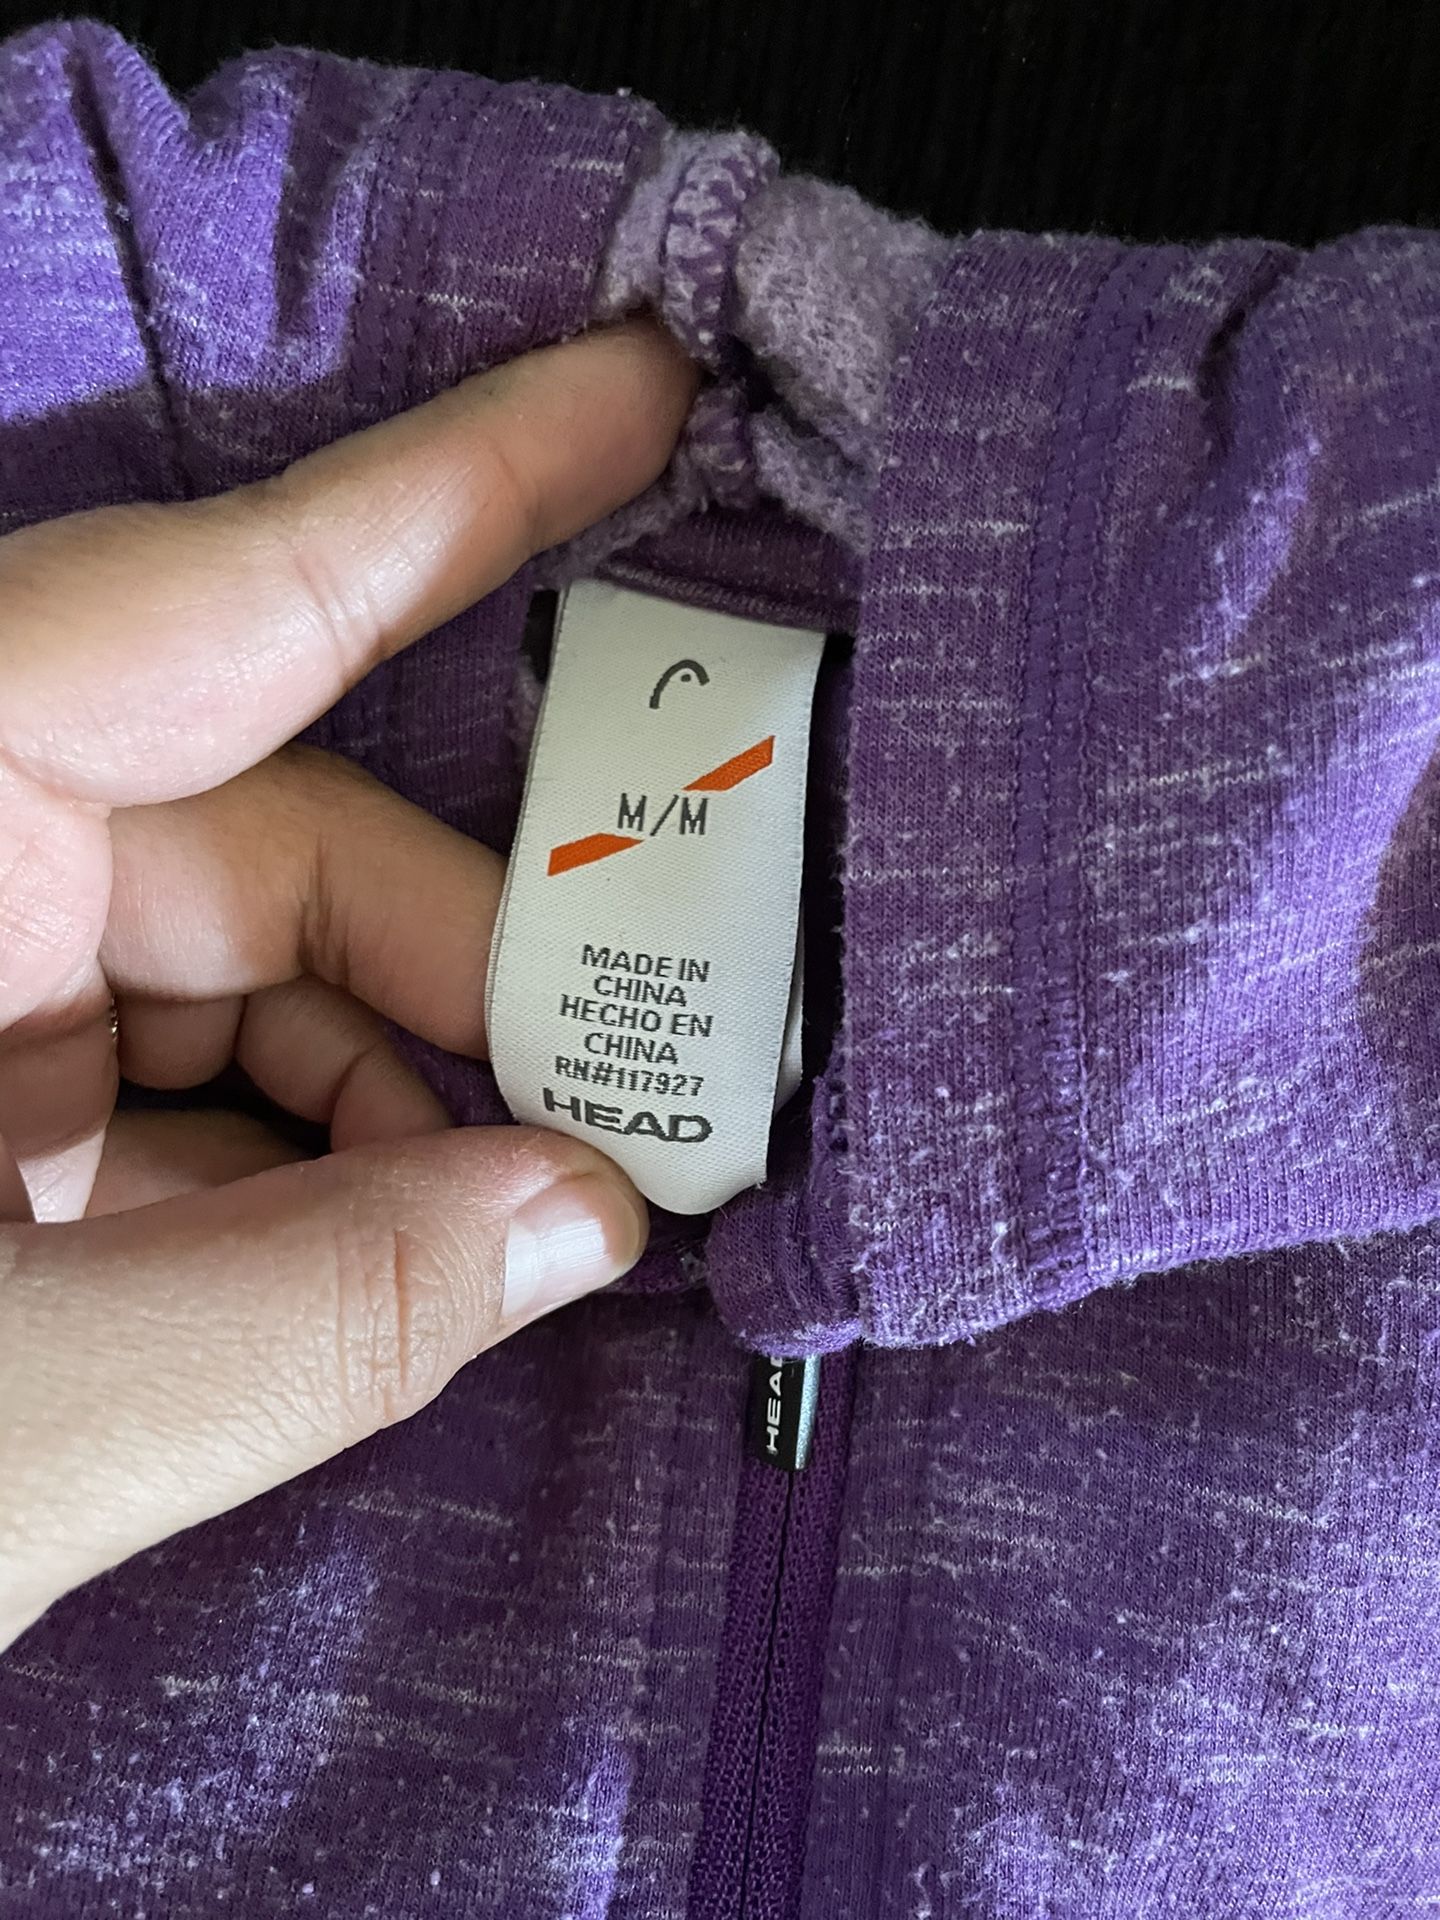 M/M
MADE IN
CHINA
HECHO EN
CHINA
RN#117927
HEAD
HEAD